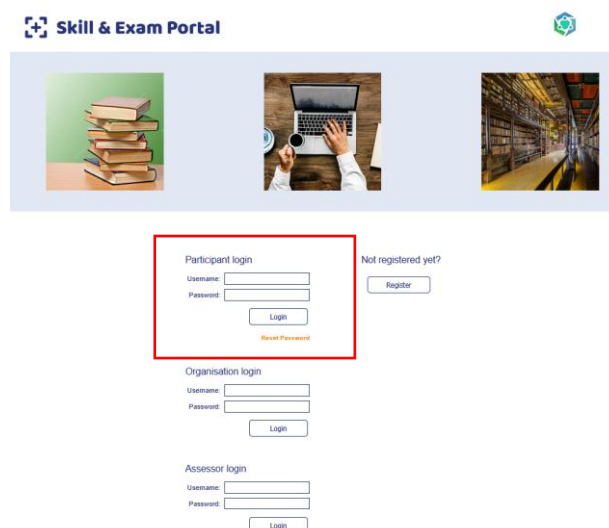 [+] Skill & Exam Portal
Participant login
Username:
Password:
Login
Reset Password
Not registered yet?
Register
Organisation login
Username:
Password:
Login
Assessor login
Username:
Password:
Login